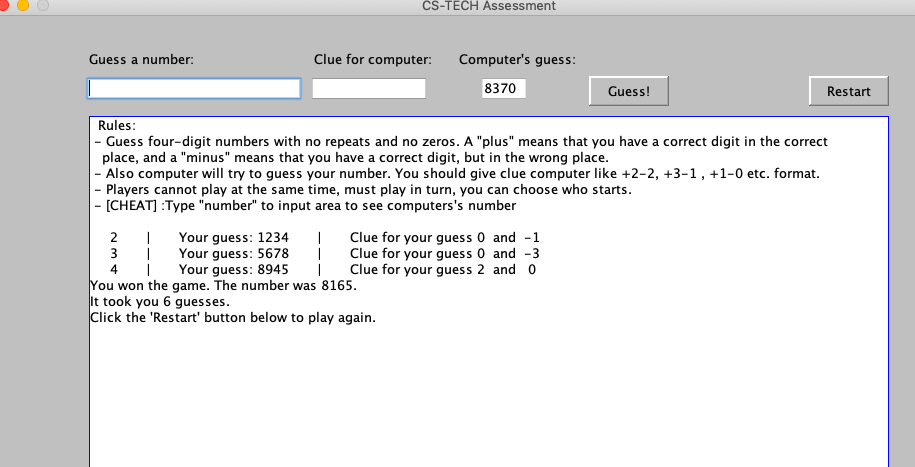 CS-TECH Assessment
Guess a number: Clue for computer: Computer's guess:
8370 Guess! Restart
Rules:
- Guess four-digit numbers with no repeats and no zeros. A "plus" means that you have a correct digit in the correct
place, and a "minus" means that you have a correct digit, but in the wrong place.
- Also computer will try to guess your number. You should give clue computer like +2-2, +3-1 , +1-0 etc. format.
- Players cannot play at the same time, must play in turn, you can choose who starts.
- [CHEAT] :Type "number" to input area to see computers's number
2 | Your guess: 1234 | Clue for your guess 0 and -1
3 | Your guess: 5678 | Clue for your guess 0 and -3
4 | Your guess: 8945 | Clue for your guess 2 and 0
You won the game. The number was 8165.
It took you 6 guesses.
Click the 'Restart' button below to play again.